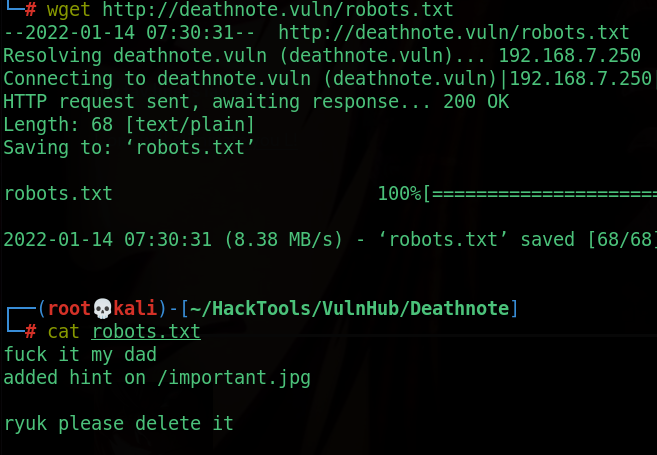 └─# wget http://deathnote.vuln/robots.txt
--2022-01-14 07:30:31--  http://deathnote.vuln/robots.txt
Resolving deathnote.vuln (deathnote.vuln)... 192.168.7.250
Connecting to deathnote.vuln (deathnote.vuln)|192.168.7.250|
HTTP request sent, awaiting response... 200 OK
Length: 68 [text/plain]
Saving to: ‘robots.txt’
robots.txt 100%[=====================
2022-01-14 07:30:31 (8.38 MB/s) - ‘robots.txt’ saved [68/68]
┌──(root💀kali)-[~/HackTools/VulnHub/Deathnote]
└─# cat robots.txt
fuck it my dad
added hint on /important.jpg
ryuk please delete it